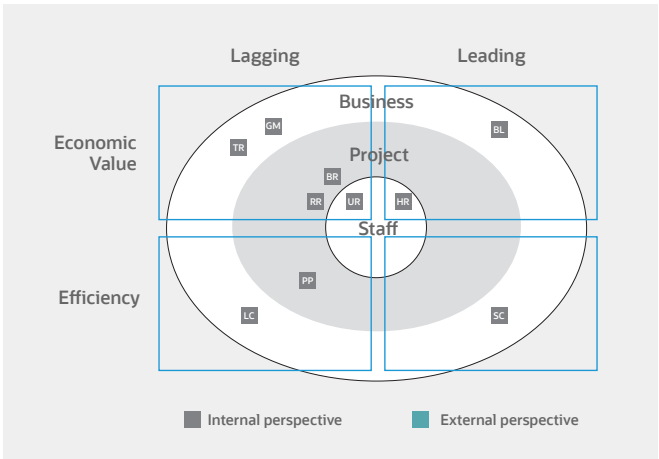 Lagging
Leading
Business
GM
BL
Economic
Value
TR
Project
BR
RR
UR
HR
Staff
PP
Efficiency
LC
SC
Internal perspective
External perspective